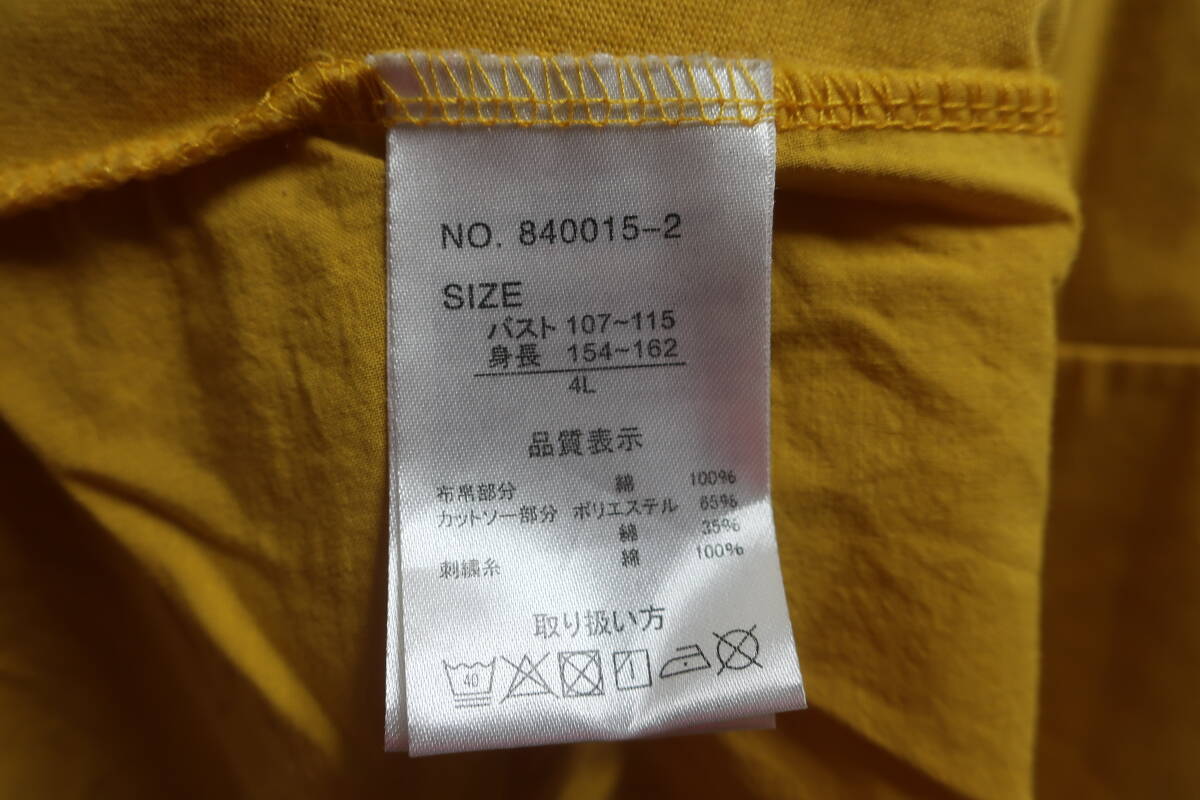 NO. 840015-2
SIZE
バスト 107~115
身長 154~162
4L
品質表示
布帛部分 綿 100%
カットソー部分 ポリエステル 65%
綿 35%
刺繍糸 綿 100%
取り扱い方
40